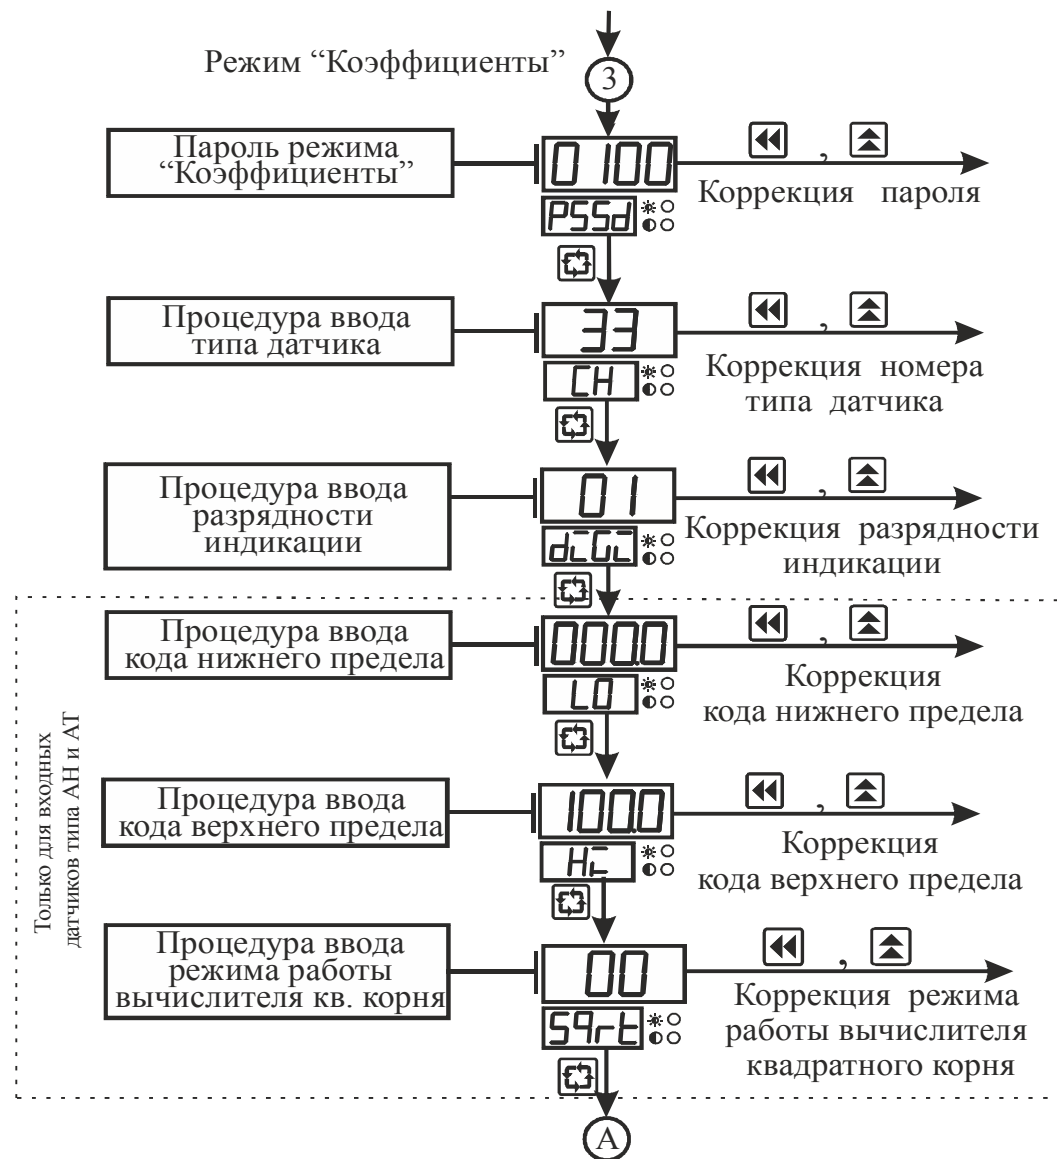 Режим “Коэффициенты”
3
Пароль режима
“Коэффициенты”
0100
,
Коррекция пароля
PSSd
Процедура ввода
типа датчика
33
,
Коррекция номера
типа датчика
CH
Процедура ввода
разрядности
индикации
01
,
Коррекция разрядности
индикации
diGi
Только для входных
датчиков типа АН и АТ
Процедура ввода
кода нижнего предела
000.0
,
Коррекция
кода нижнего предела
LO
Процедура ввода
кода верхнего предела
100.0
,
Коррекция
кода верхнего предела
Hi
Процедура ввода
режима работы
вычислителя кв. корня
00
,
Коррекция режима
работы вычислителя
квадратного корня
Sqrt
А